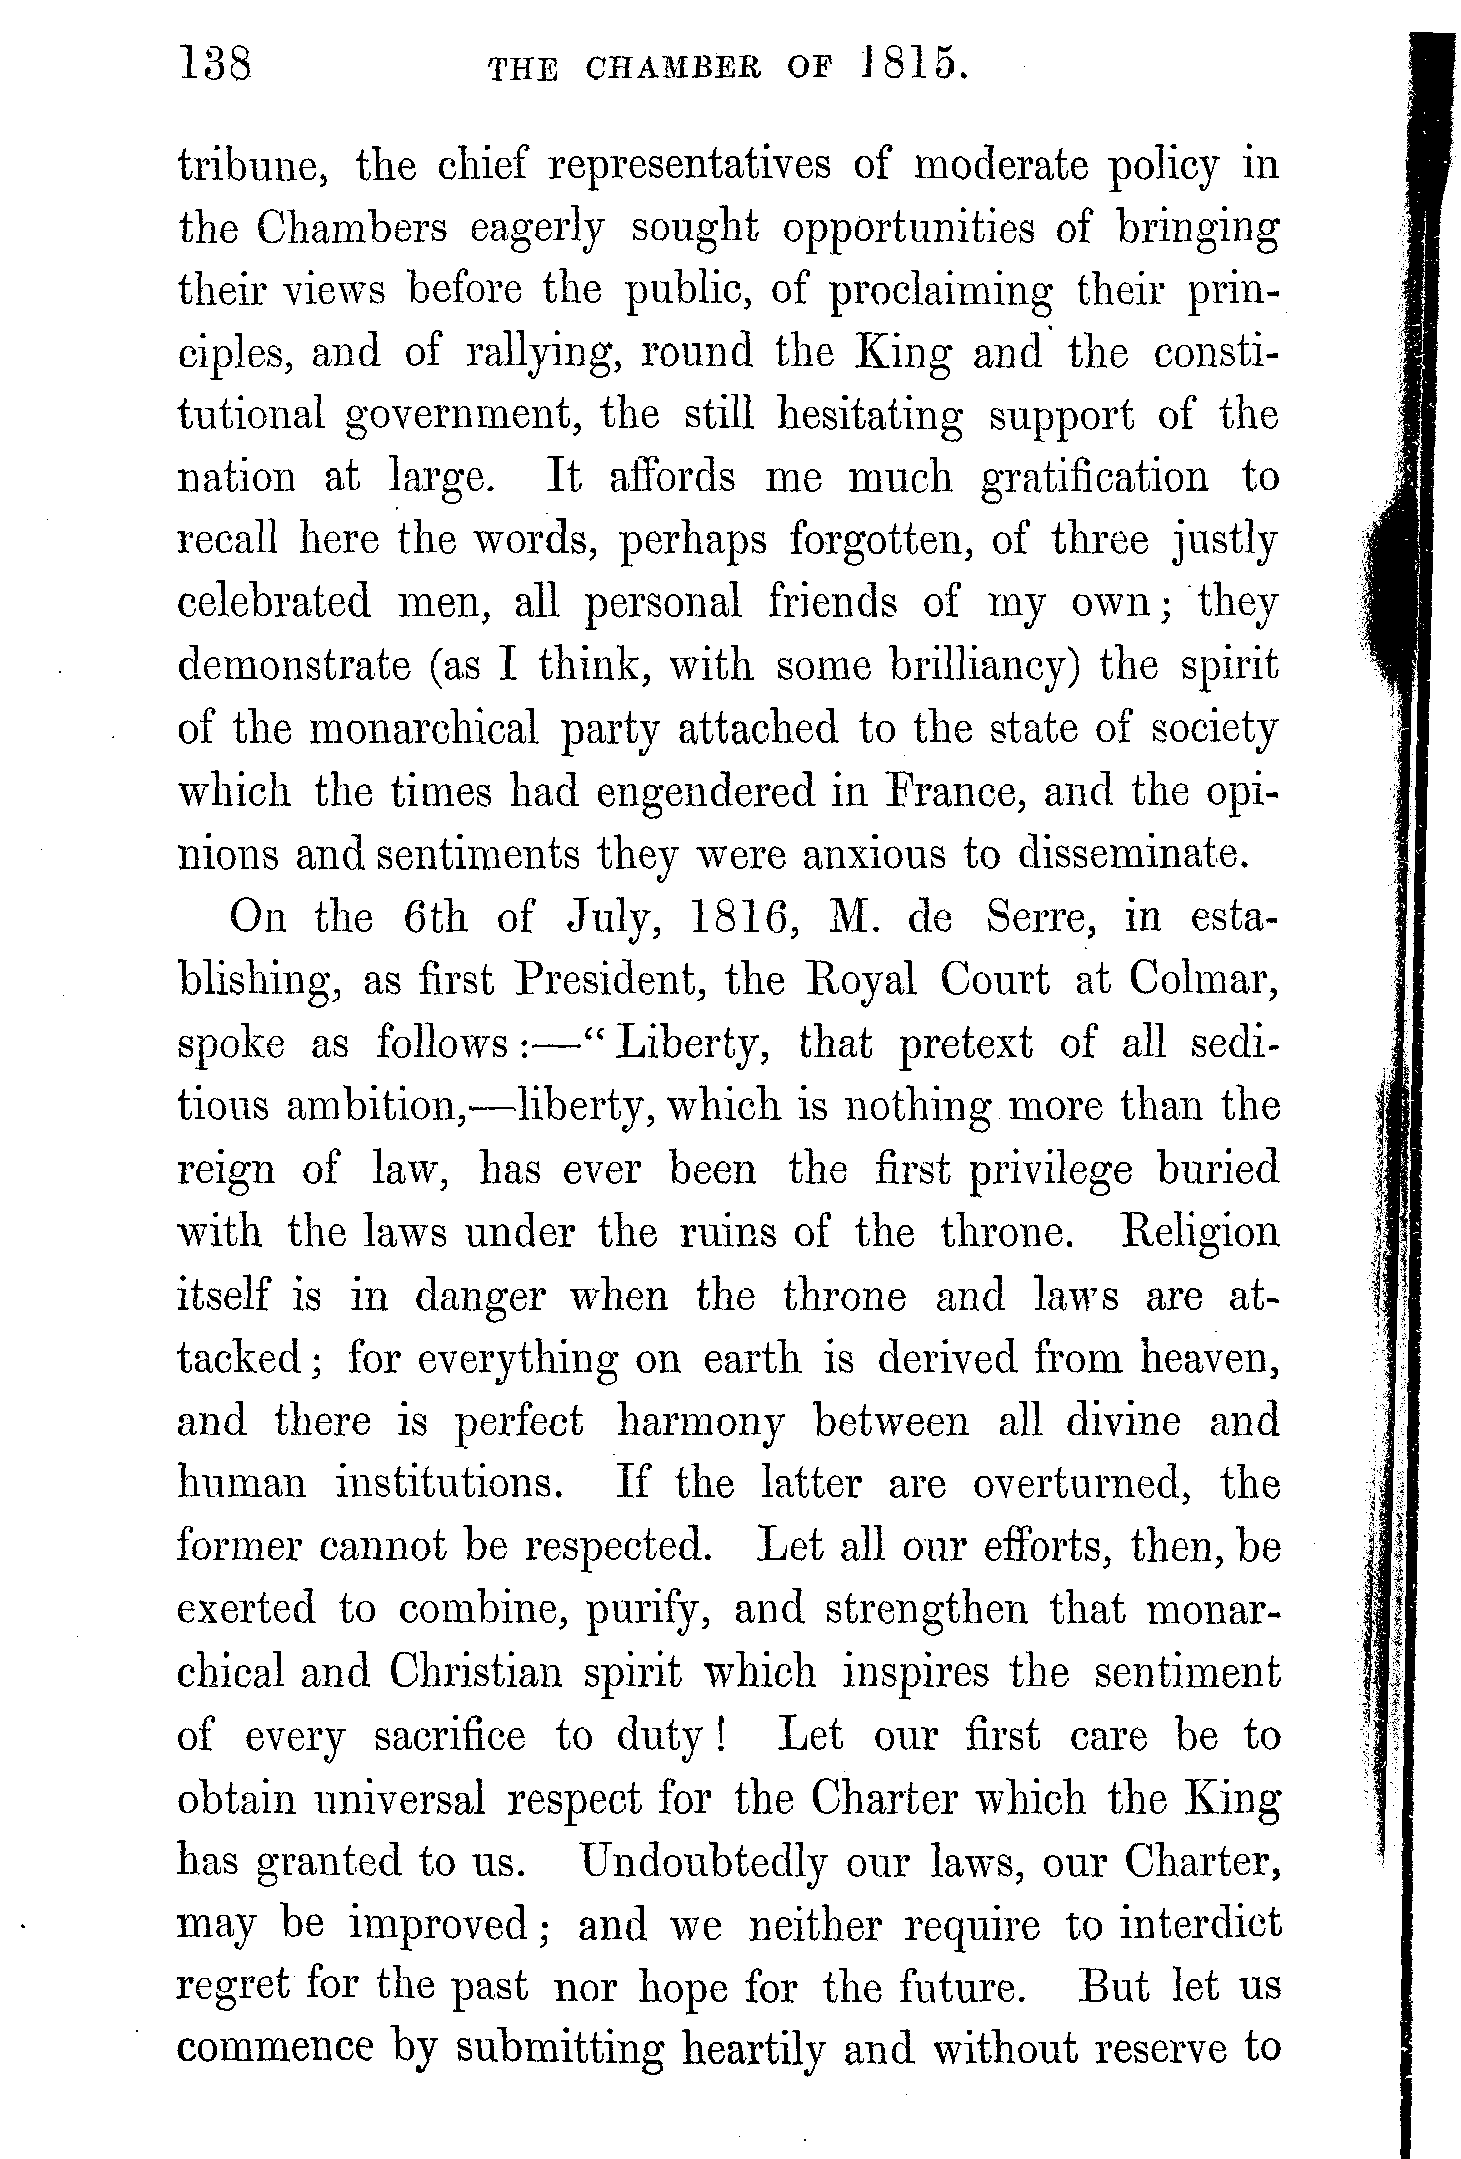 138 THE CHAMBER OF 1815.
tribune, the chief representatives of moderate policy in
the Chambers eagerly sought opportunities of bringing
their views before the public, of proclaiming their prin-
ciples, and of rallying, round the King and the consti-
tutional government, the still hesitating support of the
nation at large. It affords me much gratification to
recall here the words, perhaps forgotten, of three justly
celebrated men, all personal friends of my own; they
demonstrate (as I think, with some brilliancy) the spirit
of the monarchical party attached to the state of society
which the times had engendered in France, and the opi-
nions and sentiments they were anxious to disseminate.
On the 6th of July, 1816, M. de Serre, in esta-
blishing, as first President, the Royal Court at Colmar,
spoke as follows:—“Liberty, that pretext of all sedi-
tious ambition,—liberty, which is nothing more than the
reign of law, has ever been the first privilege buried
with the laws under the ruins of the throne. Religion
itself is in danger when the throne and laws are at-
tacked; for everything on earth is derived from heaven,
and there is perfect harmony between all divine and
human institutions. If the latter are overturned, the
former cannot be respected. Let all our efforts, then, be
exerted to combine, purify, and strengthen that monar-
chical and Christian spirit which inspires the sentiment
of every sacrifice to duty! Let our first care be to
obtain universal respect for the Charter which the King
has granted to us. Undoubtedly our laws, our Charter,
may be improved; and we neither require to interdict
regret for the past nor hope for the future. But let us
commence by submitting heartily and without reserve to